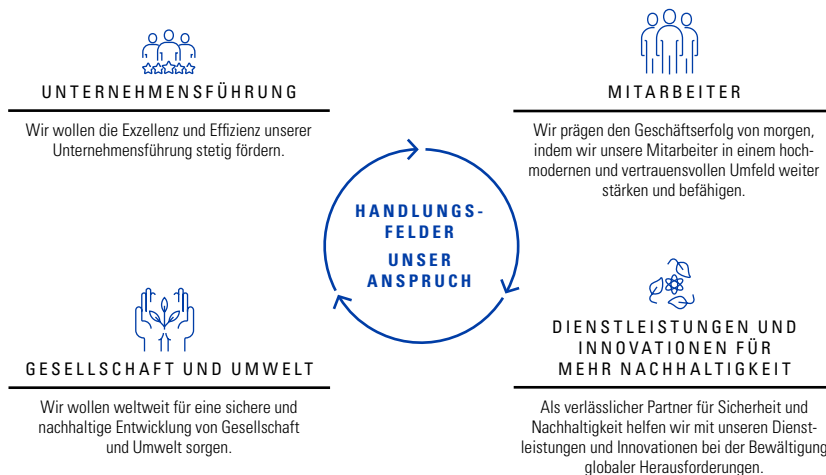 UNTERNEHMENSFÜHRUNG
Wir wollen die Exzellenz und Effizienz unserer
Unternehmensführung stetig fördern.
MITARBEITER
Wir prägen den Geschäftserfolg von morgen,
indem wir unsere Mitarbeiter in einem hoch-
modernen und vertrauensvollen Umfeld weiter
stärken und befähigen.
HANDLUNGS-
FELDER
UNSER
ANSPRUCH
GESELLSCHAFT UND UMWELT
Wir wollen weltweit für eine sichere und
nachhaltige Entwicklung von Gesellschaft
und Umwelt sorgen.
DIENSTLEISTUNGEN UND
INNOVATIONEN FÜR
MEHR NACHHALTIGKEIT
Als verlässlicher Partner für Sicherheit und
Nachhaltigkeit helfen wir mit unseren Dienst-
leistungen und Innovationen bei der Bewältigung
globaler Herausforderungen.